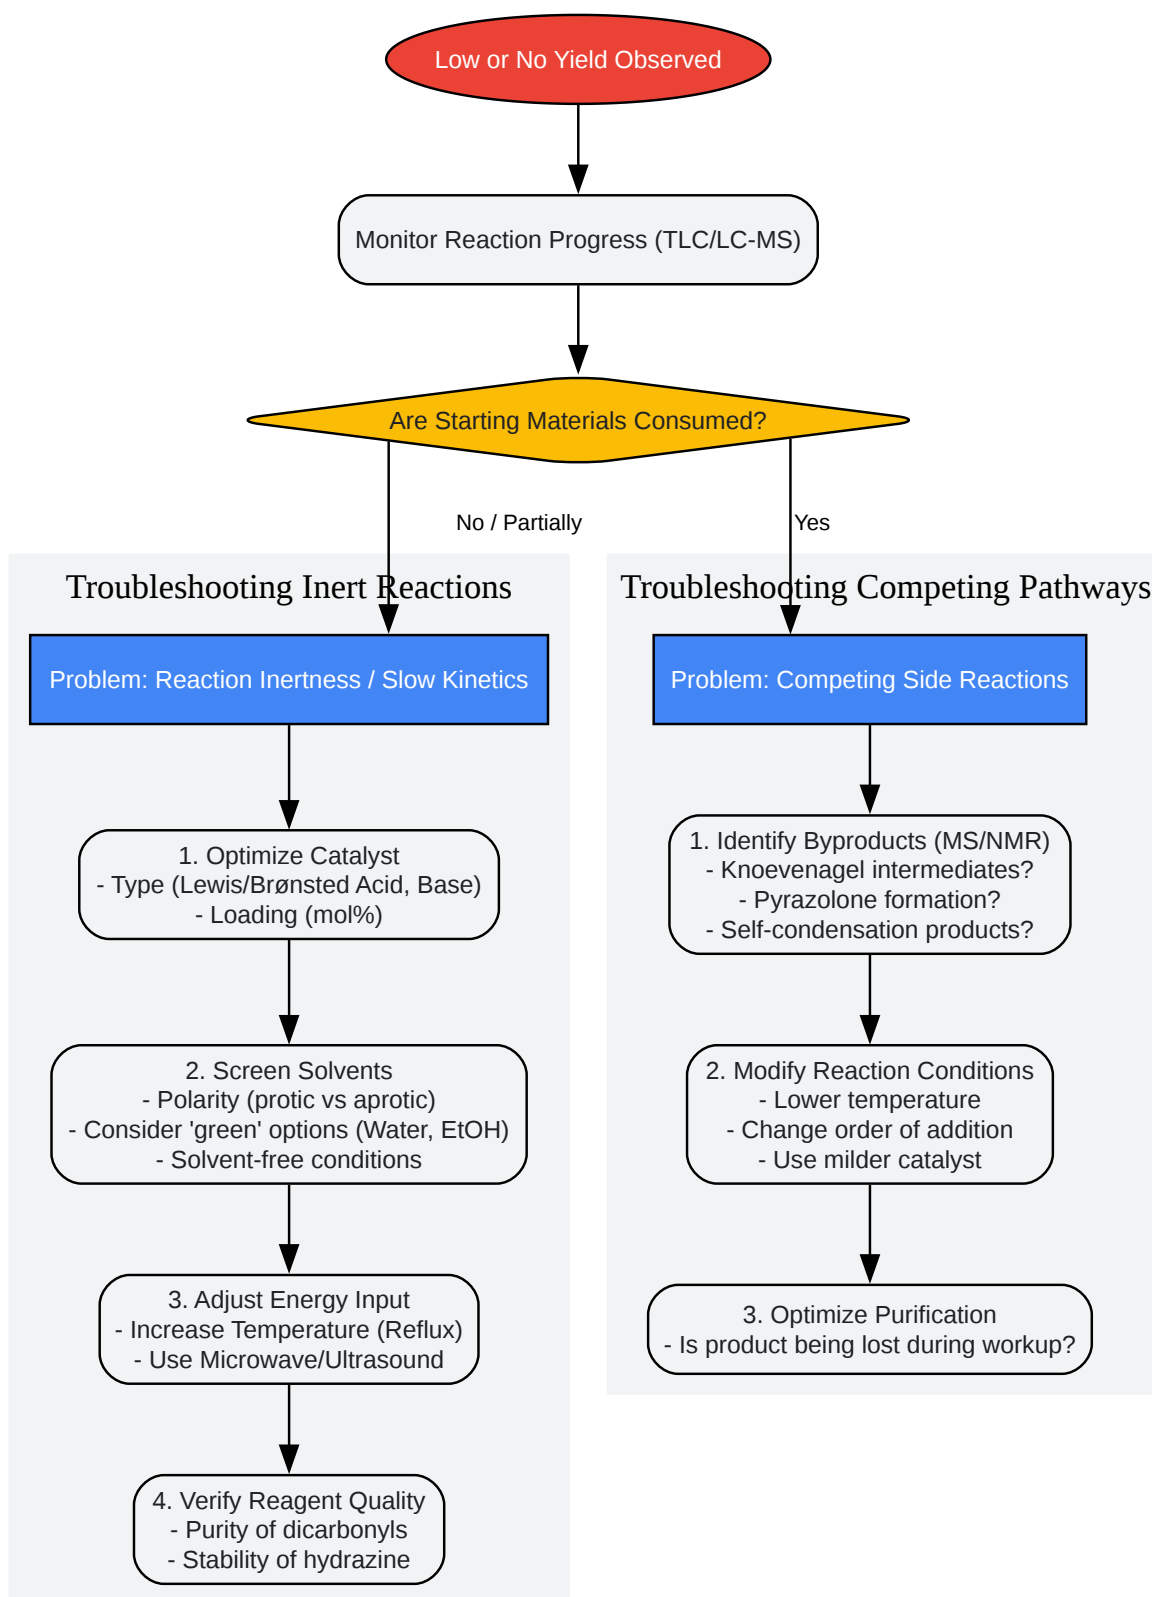 Low or No Yield Observed
Monitor Reaction Progress (TLC/LC-MS)
Are Starting Materials Consumed?
No / Partially
Yes
Troubleshooting Inert Reactions
Problem: Reaction Inertness / Slow Kinetics
1. Optimize Catalyst
- Type (Lewis/Brønsted Acid, Base)
- Loading (mol%)
2. Screen Solvents
- Polarity (protic vs aprotic)
- Consider 'green' options (Water, EtOH)
- Solvent-free conditions
3. Adjust Energy Input
- Increase Temperature (Reflux)
- Use Microwave/Ultrasound
4. Verify Reagent Quality
- Purity of dicarbonyls
- Stability of hydrazine
Troubleshooting Competing Pathways
Problem: Competing Side Reactions
1. Identify Byproducts (MS/NMR)
- Knoevenagel intermediates?
- Pyrazolone formation?
- Self-condensation products?
2. Modify Reaction Conditions
- Lower temperature
- Change order of addition
- Use milder catalyst
3. Optimize Purification
- Is product being lost during workup?